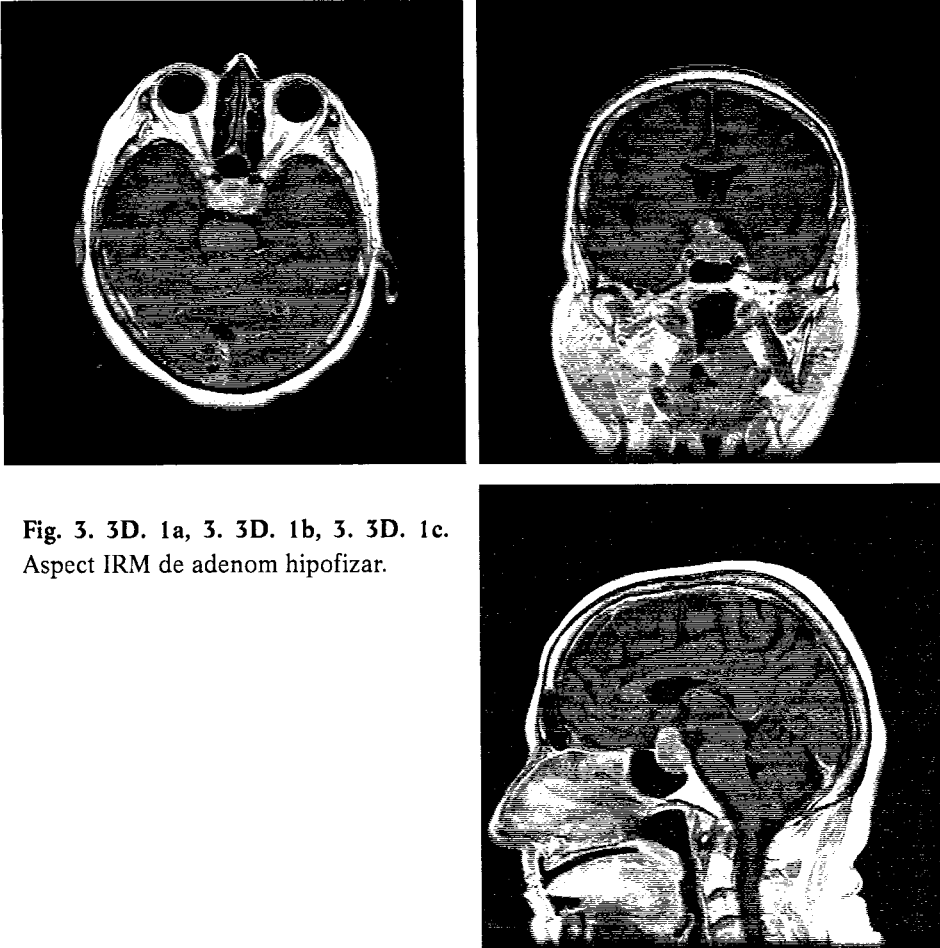 Fig. 3. 3D. 1a, 3. 3D. 1b, 3. 3D. 1c.
Aspect IRM de adenom hipofizar.